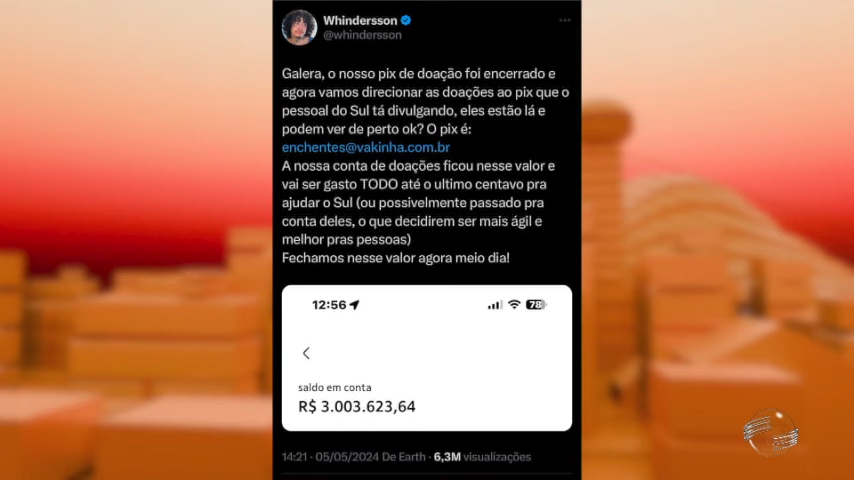 Whindersson
@whindersson
Galera, o nosso pix de doação foi encerrado e
agora vamos direcionar as doações ao pix que o
pessoal do Sul tá divulgando, eles estão lá e
podem ver de perto ok? O pix é:
enchentes@vakinha.com.br
A nossa conta de doações ficou nesse valor e
vai ser gasto TODO até o ultimo centavo pra
ajudar o Sul (ou possivelmente passado pra
conta deles, o que decidirem ser mais ágil e
melhor pras pessoas)
Fechamos nesse valor agora meio dia!
12:56
78
saldo em conta
R$ 3.003.623,64
14:21 · 05/05/2024 De Earth · 6,3M visualizações